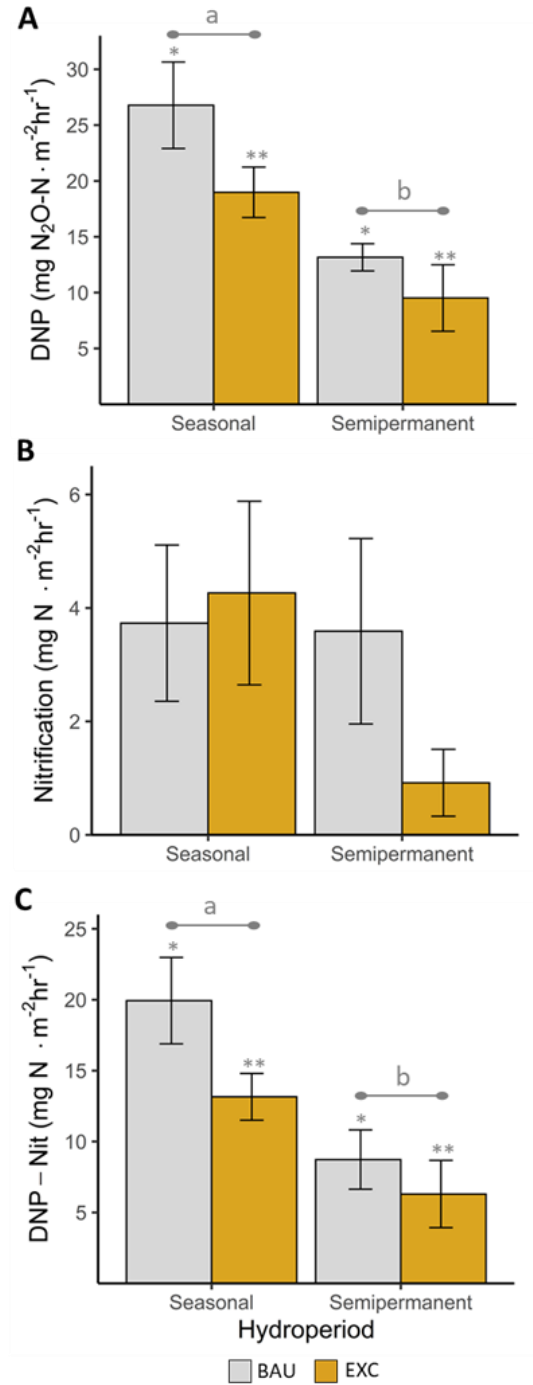 A
DNP (mg N₂O-N · m⁻²hr⁻¹)
30
25
20
15
10
5
a
*
**
b
*
**
Seasonal Semipermanent
B
Nitrification (mg N · m⁻²hr⁻¹)
6
4
2
0
Seasonal Semipermanent
C
DNP – Nit (mg N · m⁻²hr⁻¹)
25
20
15
10
5
a
*
**
b
*
**
Seasonal Semipermanent
Hydroperiod
BAU EXC